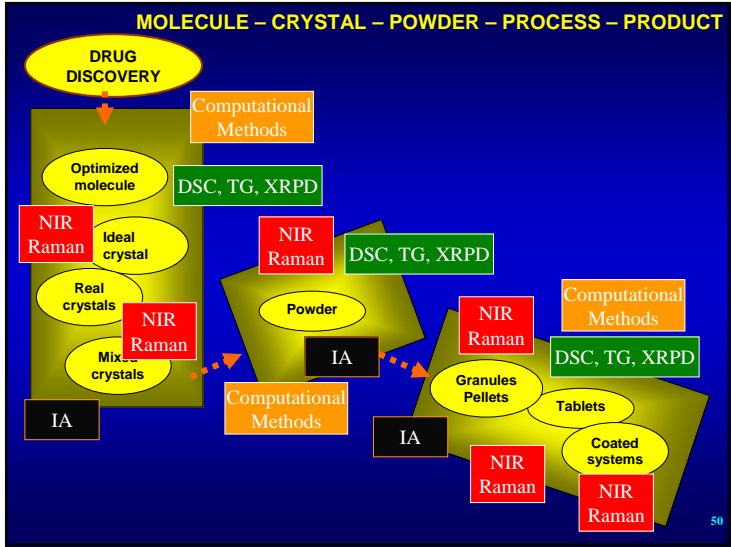 MOLECULE – CRYSTAL – POWDER – PROCESS – PRODUCT
DRUG
DISCOVERY
Computational
Methods
Optimized
molecule
DSC, TG, XRPD
NIR
Raman
Ideal
crystal
Real
crystals
NIR
Raman
Mixed
crystals
IA
NIR
Raman
DSC, TG, XRPD
Powder
IA
Computational
Methods
NIR
Raman
Computational
Methods
DSC, TG, XRPD
Granules
Pellets
Tablets
IA
Coated
systems
NIR
Raman
NIR
Raman
50